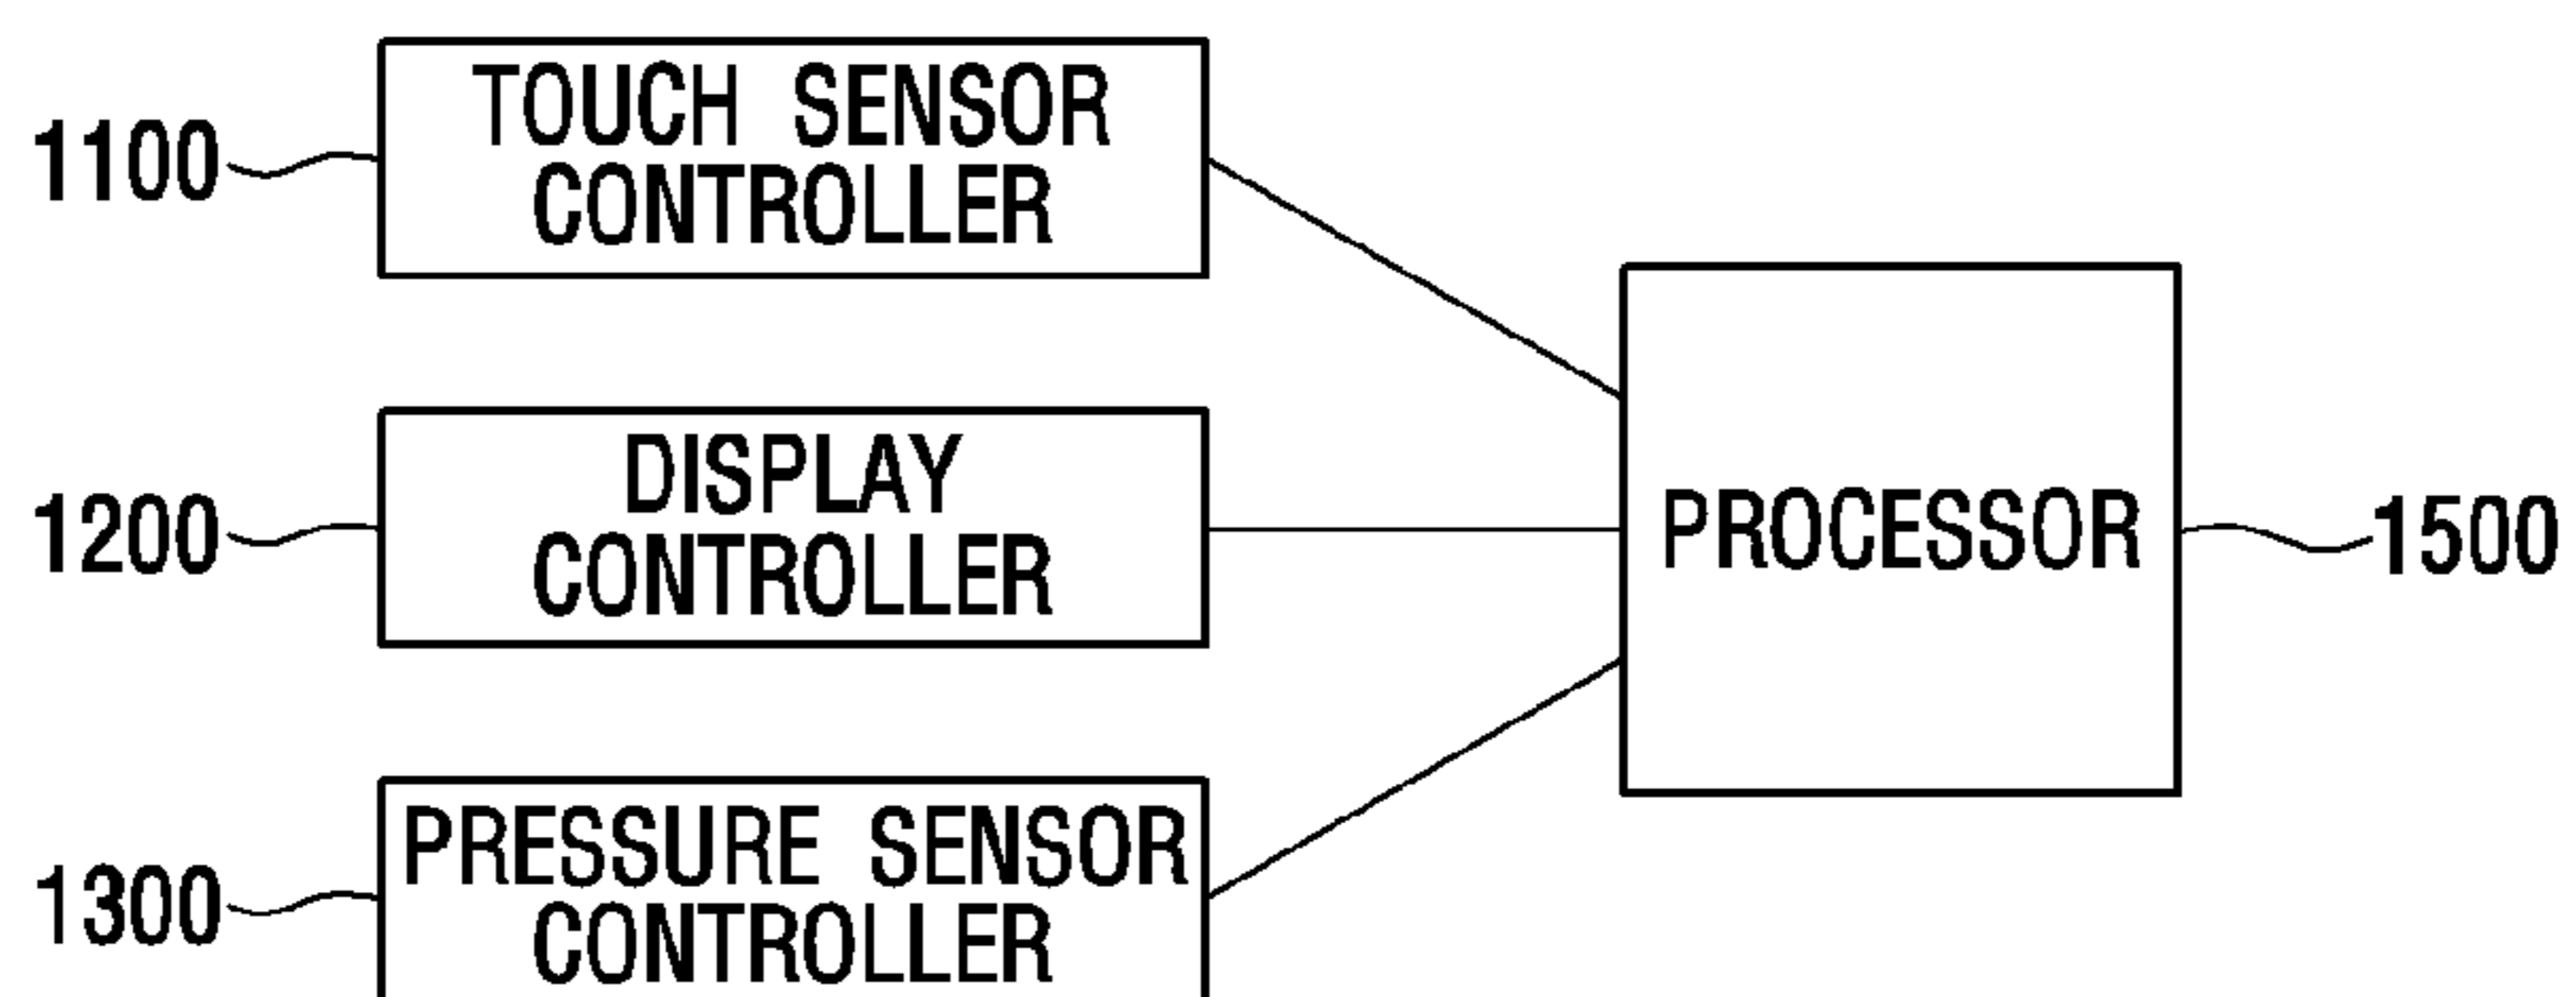 1100
TOUCH SENSOR
CONTROLLER
1200
DISPLAY
CONTROLLER
PROCESSOR
1500
1300
PRESSURE SENSOR
CONTROLLER